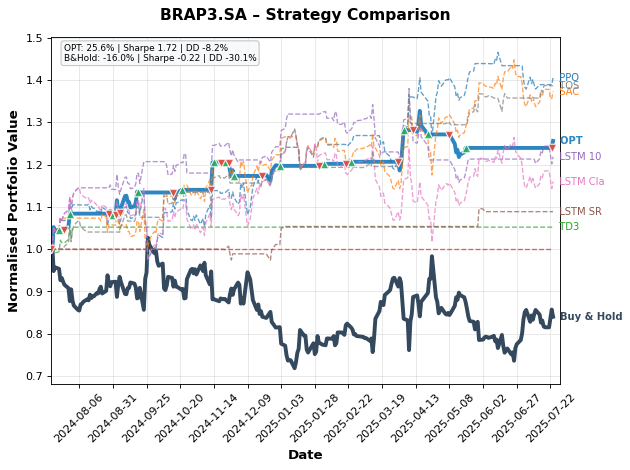 BRAP3.SA – Strategy Comparison
OPT: 25.6% | Sharpe 1.72 | DD -8.2%
B&Hold: -16.0% | Sharpe -0.22 | DD -30.1%
Normalised Portfolio Value
1.5
1.4
1.3
1.2
1.1
1.0
0.9
0.8
0.7
PPO
SAC
OPT
LSTM 10
LSTM Cla
LSTM SR
TD3
Buy & Hold
2024-08-06
2024-08-31
2024-09-25
2024-10-20
2024-11-14
2024-12-09
2025-01-03
2025-01-28
2025-02-22
2025-03-19
2025-04-13
2025-05-08
2025-06-02
2025-06-27
2025-07-22
Date